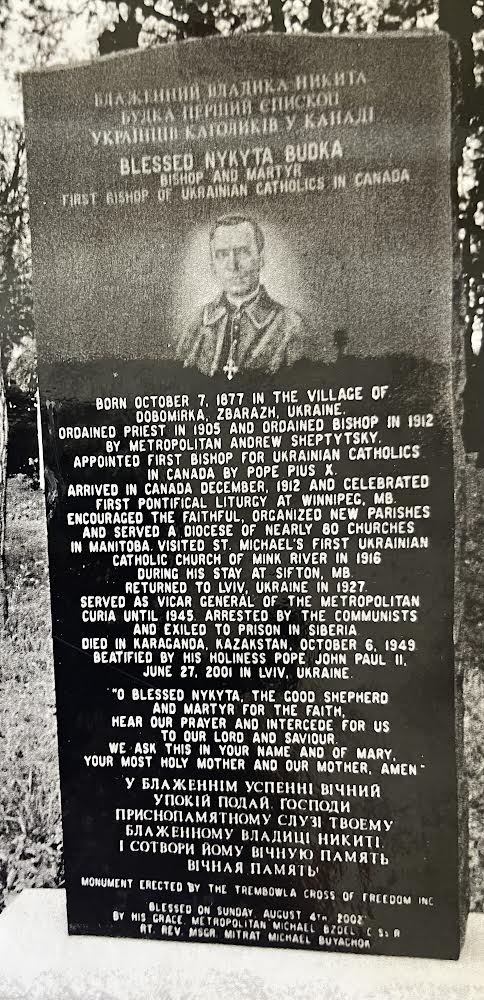 БЛАЖЕННИЙ ВЛАДИКА НИКИТА
БУДКА ПЕРШИЙ ЄПИСКОП
УКРАЇНЦІВ КАТОЛИКІВ У КАНАДІ
BLESSED NYKYTA BUDKA
BISHOP AND MARTYR
FIRST BISHOP OF UKRAINIAN CATHOLICS IN CANADA
BORN OCTOBER 7, 1877 IN THE VILLAGE OF
DOBOMIRKA, ZBARAZH, UKRAINE.
ORDAINED PRIEST IN 1905 AND ORDAINED BISHOP IN 1912
BY METROPOLITAN ANDREW SHEPTYTSKY.
APPOINTED FIRST BISHOP FOR UKRAINIAN CATHOLICS
IN CANADA BY POPE PIUS X.
ARRIVED IN CANADA DECEMBER, 1912 AND CELEBRATED
FIRST PONTIFICAL LITURGY AT WINNIPEG, MB.
ENCOURAGED THE FAITHFUL, ORGANIZED NEW PARISHES
AND SERVED A DIOCESE OF NEARLY 80 CHURCHES
IN MANITOBA. VISITED ST. MICHAEL'S FIRST UKRAINIAN
CATHOLIC CHURCH OF MINK RIVER IN 1916
DURING HIS STAY AT SIFTON, MB.
RETURNED TO LVIV, UKRAINE IN 1927.
SERVED AS VICAR GENERAL OF THE METROPOLITAN
CURIA UNTIL 1945. ARRESTED BY THE COMMUNISTS
AND EXILED TO PRISON IN SIBERIA
DIED IN KARAGANDA, KAZAKSTAN, OCTOBER 6, 1949
BEATIFIED BY HIS HOLINESS POPE JOHN PAUL II,
JUNE 27, 2001 IN LVIV, UKRAINE.
"O BLESSED NYKYTA, THE GOOD SHEPHERD
AND MARTYR FOR THE FAITH,
HEAR OUR PRAYER AND INTERCEDE FOR US
TO OUR LORD AND SAVIOUR.
WE ASK THIS IN YOUR NAME AND OF MARY,
YOUR MOST HOLY MOTHER AND OUR MOTHER, AMEN"
У БЛАЖЕННІМ УСПЕННІ ВІЧНИЙ
УПОКІЙ ПОДАЙ, ГОСПОДИ
ПРИСНОПАМЯТНОМУ СЛУЗІ ТВОЕМУ
БЛАЖЕННОМУ ВЛАДИЦІ НИКИТІ.
І СОТВОРИ ЙОМУ ВІЧНУЮ ПАМЯТЬ
ВІЧНАЯ ПАМЯТЬ!
MONUMENT ERECTED BY THE TREMBOWLA CROSS OF FREEDOM INC
BLESSED ON SUNDAY, AUGUST 4TH, 2002
BY HIS GRACE, METROPOLITAN MICHAEL BZDEL, C Ss R
RT. REV. MSGR. MITRAT MICHAEL BUYACHOK